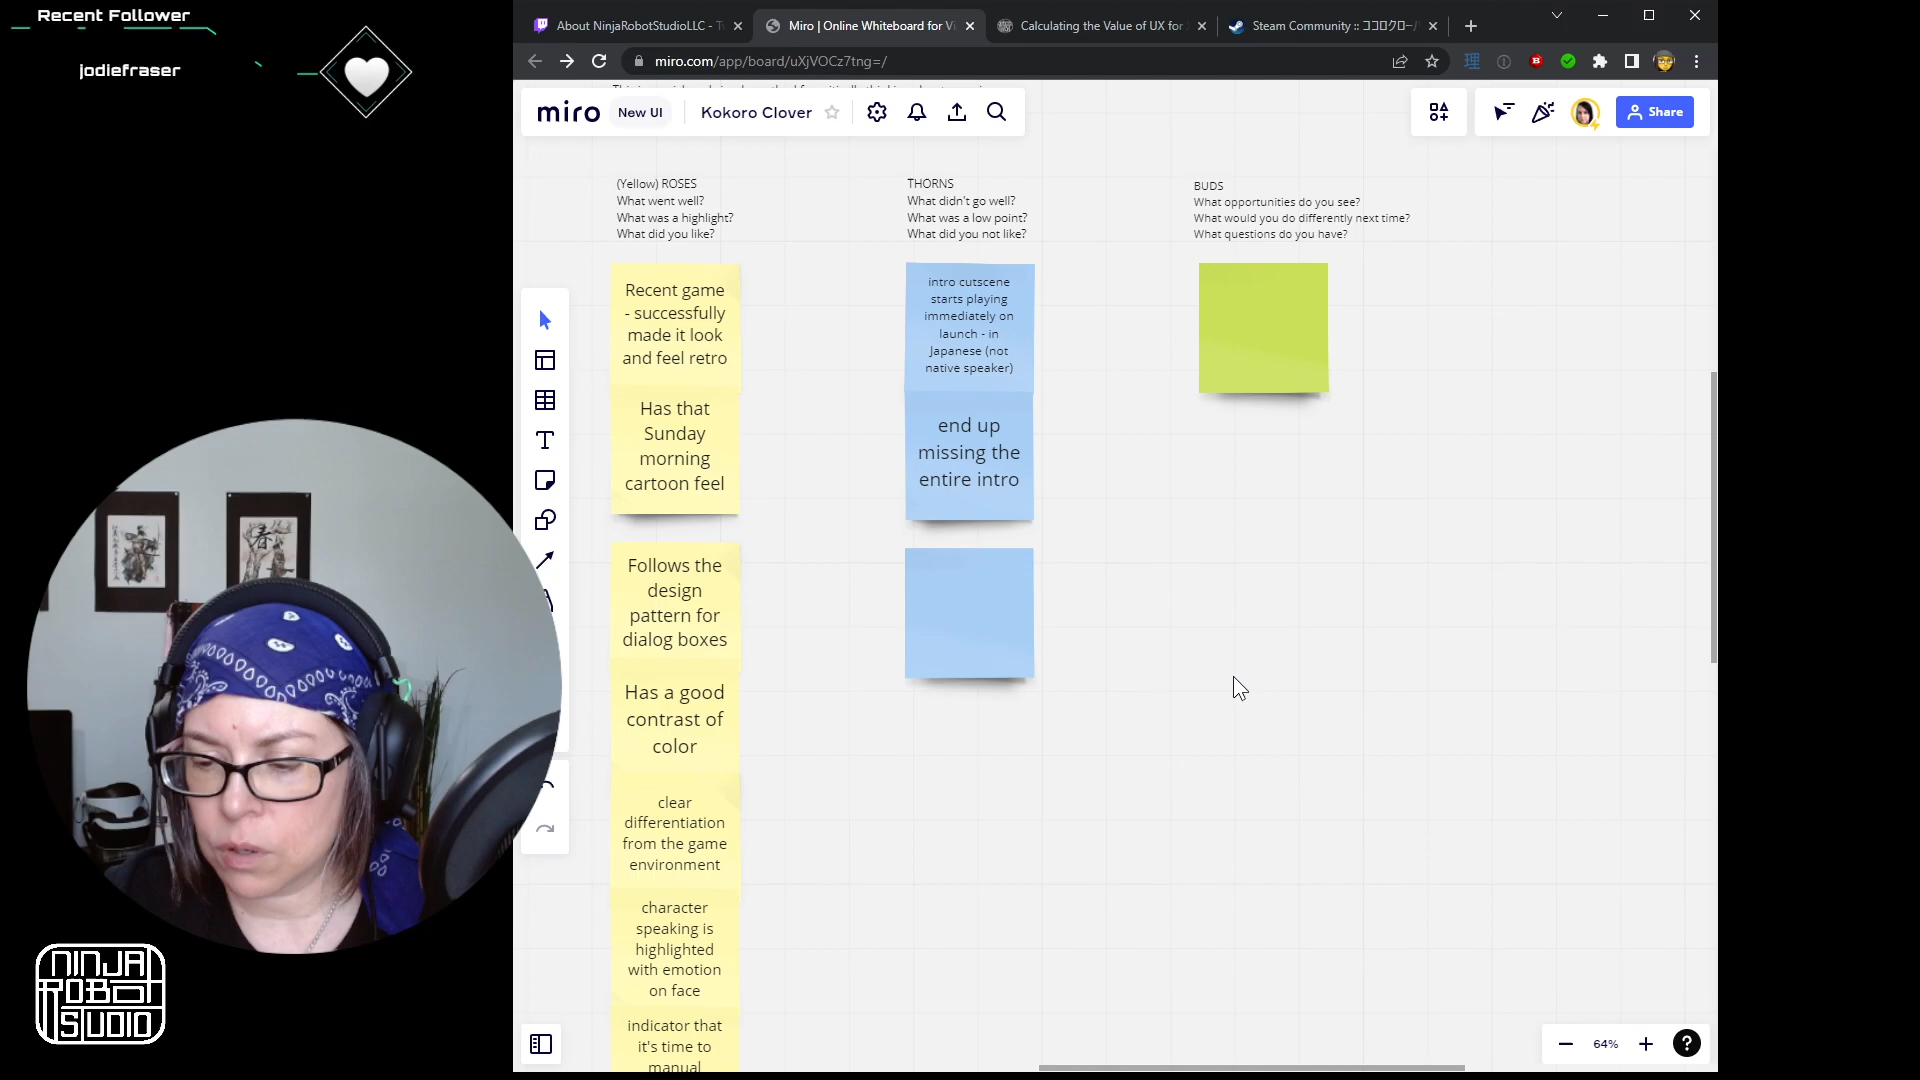 Recent Follower
jodiefraser
About NinjaRobotStudioLLC - Tw
Miro | Online Whiteboard for Vi
Calculating the Value of UX for
Steam Community :: ココロクローバ
miro.com/app/board/uXjVOCz7tng=/
miro
New UI
Kokoro Clover
Share
(Yellow) ROSES
What went well?
What was a highlight?
What did you like?
THORNS
What didn't go well?
What was a low point?
What did you not like?
BUDS
What opportunities do you see?
What would you do differently next time?
What questions do you have?
Recent game
- successfully
made it look
and feel retro
Has that
Sunday
morning
cartoon feel
Follows the
design
pattern for
dialog boxes
Has a good
contrast of
color
clear
differentiation
from the game
environment
character
speaking is
highlighted
with emotion
on face
indicator that
it's time to
manual
intro cutscene
starts playing
immediately on
launch - in
Japanese (not
native speaker)
end up
missing the
entire intro
春
NINJA
ROBOT
STUDIO
64%